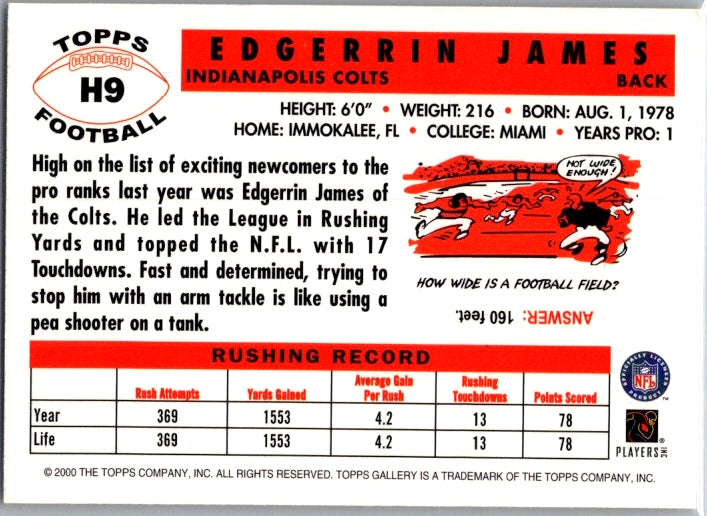 TOPPS
H9
FOOTBALL
EDGERRIN JAMES
INDIANAPOLIS COLTS BACK
HEIGHT: 6'0" • WEIGHT: 216 • BORN: AUG. 1, 1978
HOME: IMMOKALEE, FL • COLLEGE: MIAMI • YEARS PRO: 1
High on the list of exciting newcomers to the
pro ranks last year was Edgerrin James of
the Colts. He led the League in Rushing
Yards and topped the N.F.L. with 17
Touchdowns. Fast and determined, trying to
stop him with an arm tackle is like using a
pea shooter on a tank.
NOT WIDE
ENOUGH!
HOW WIDE IS A FOOTBALL FIELD?
ANSWER: 160 feet.
RUSHING RECORD
Rush Attempts Yards Gained Average Gain Per Rush Rushing Touchdowns Points Scored
Year 369 1553 4.2 13 78
Life 369 1553 4.2 13 78
OFFICIALLY LICENSED
NFL
PRODUCT
TM
PLAYERS INC
®
© 2000 THE TOPPS COMPANY, INC. ALL RIGHTS RESERVED. TOPPS GALLERY IS A TRADEMARK OF THE TOPPS COMPANY, INC.